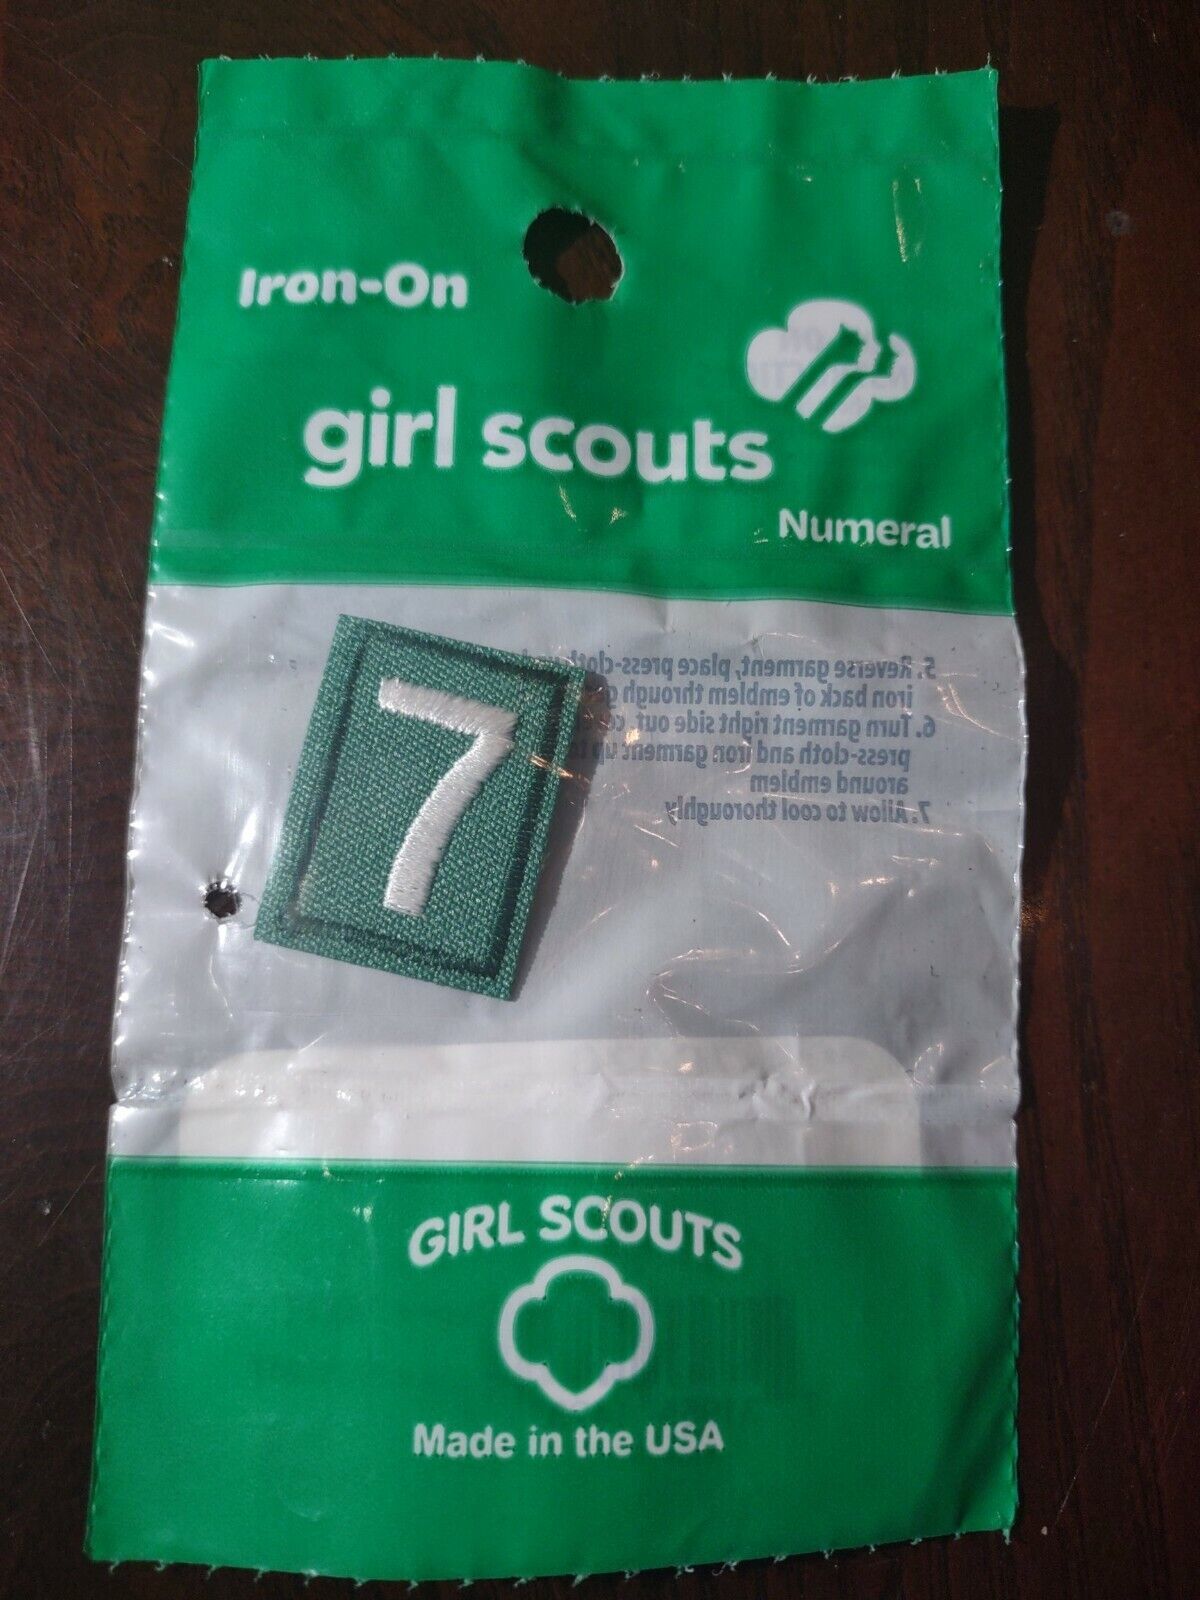 Iron-On
girl scouts
Numeral
7
5. Reverse garment, place press-cloth
iron back of emblem through
6. Turn garment right side out,
press-cloth and iron garment up to
around emblem
7. Allow to cool thoroughly
GIRL SCOUTS
Made in the USA